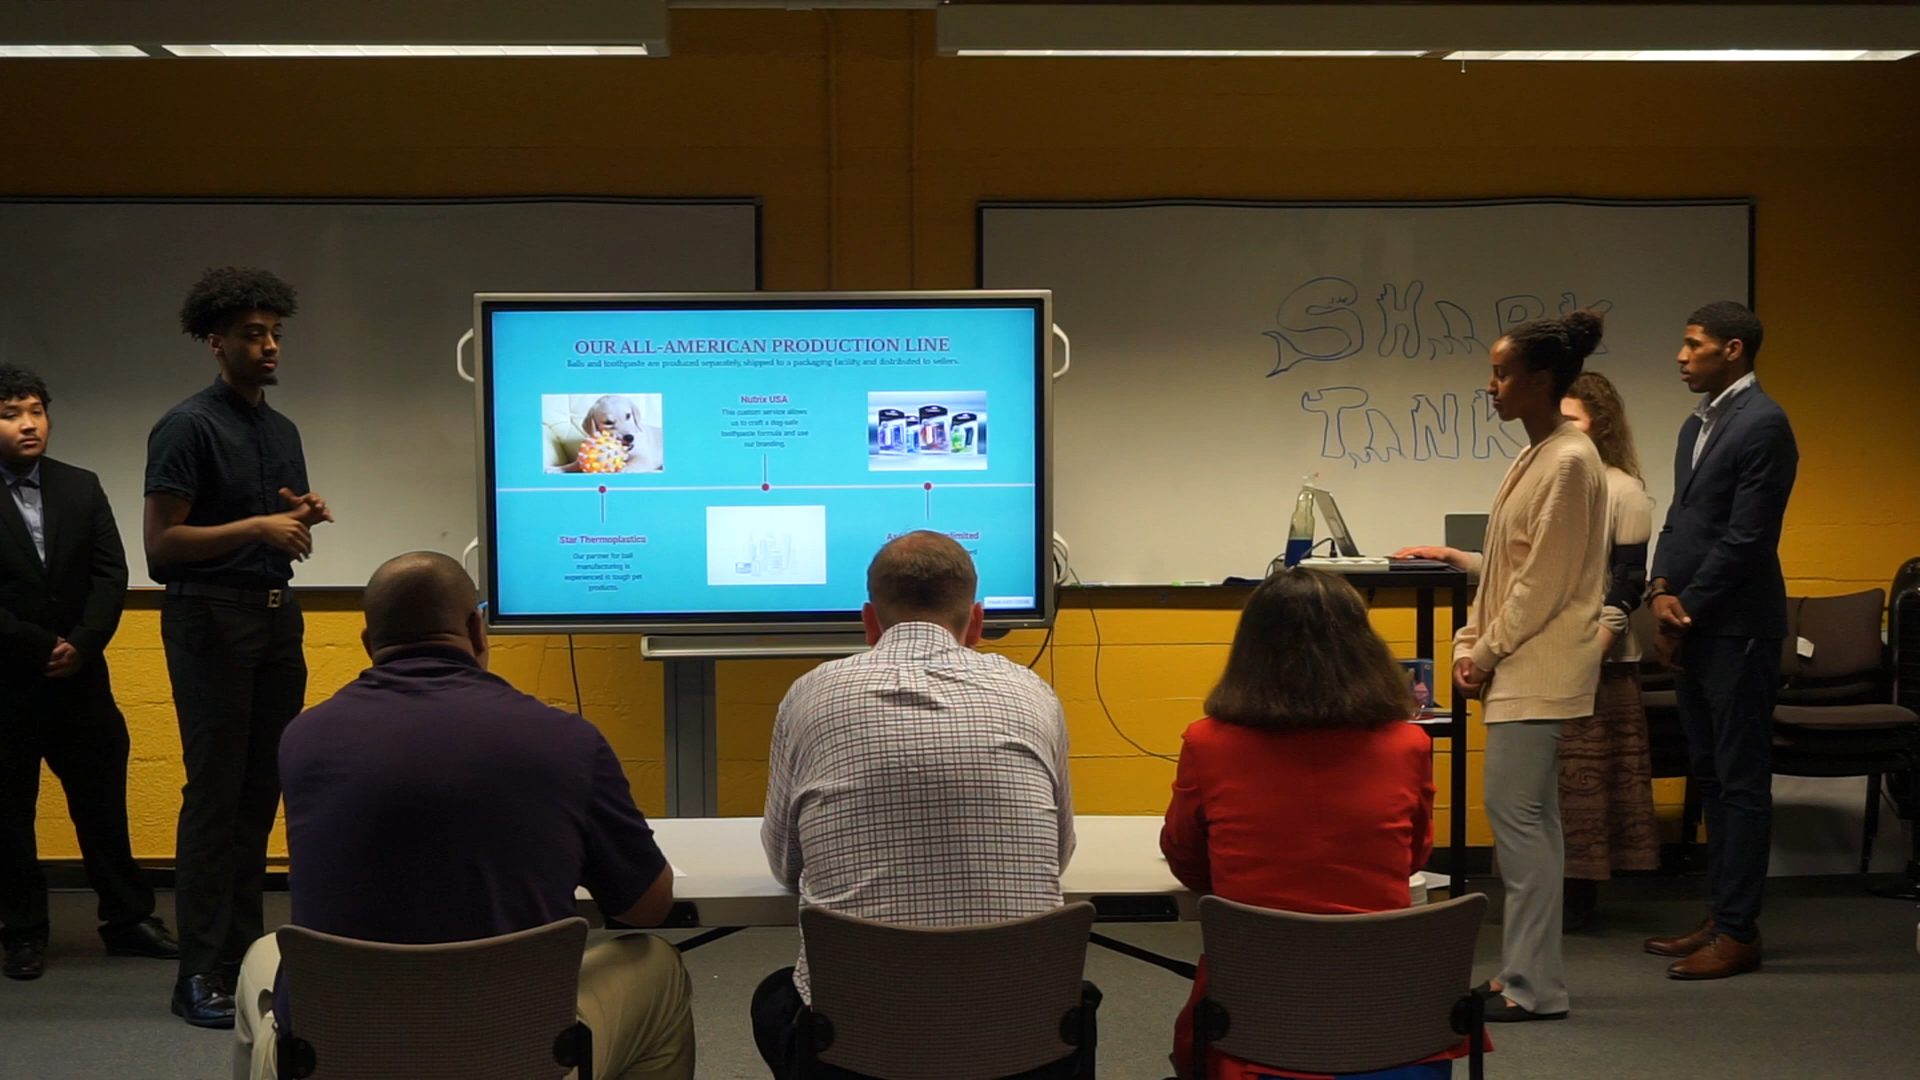 OUR ALL-AMERICAN PRODUCTION LINE
Balls and toothpaste are produced separately, shipped to a packaging facility and distributed to sellers.
Nutrix USA
This custom service allows
us to craft a dog-safe
toothpaste formula and use
our branding.
Star Thermoplastics
Our partner for ball
manufacturing is
experienced in tough pet
products.
SHARK
TANK